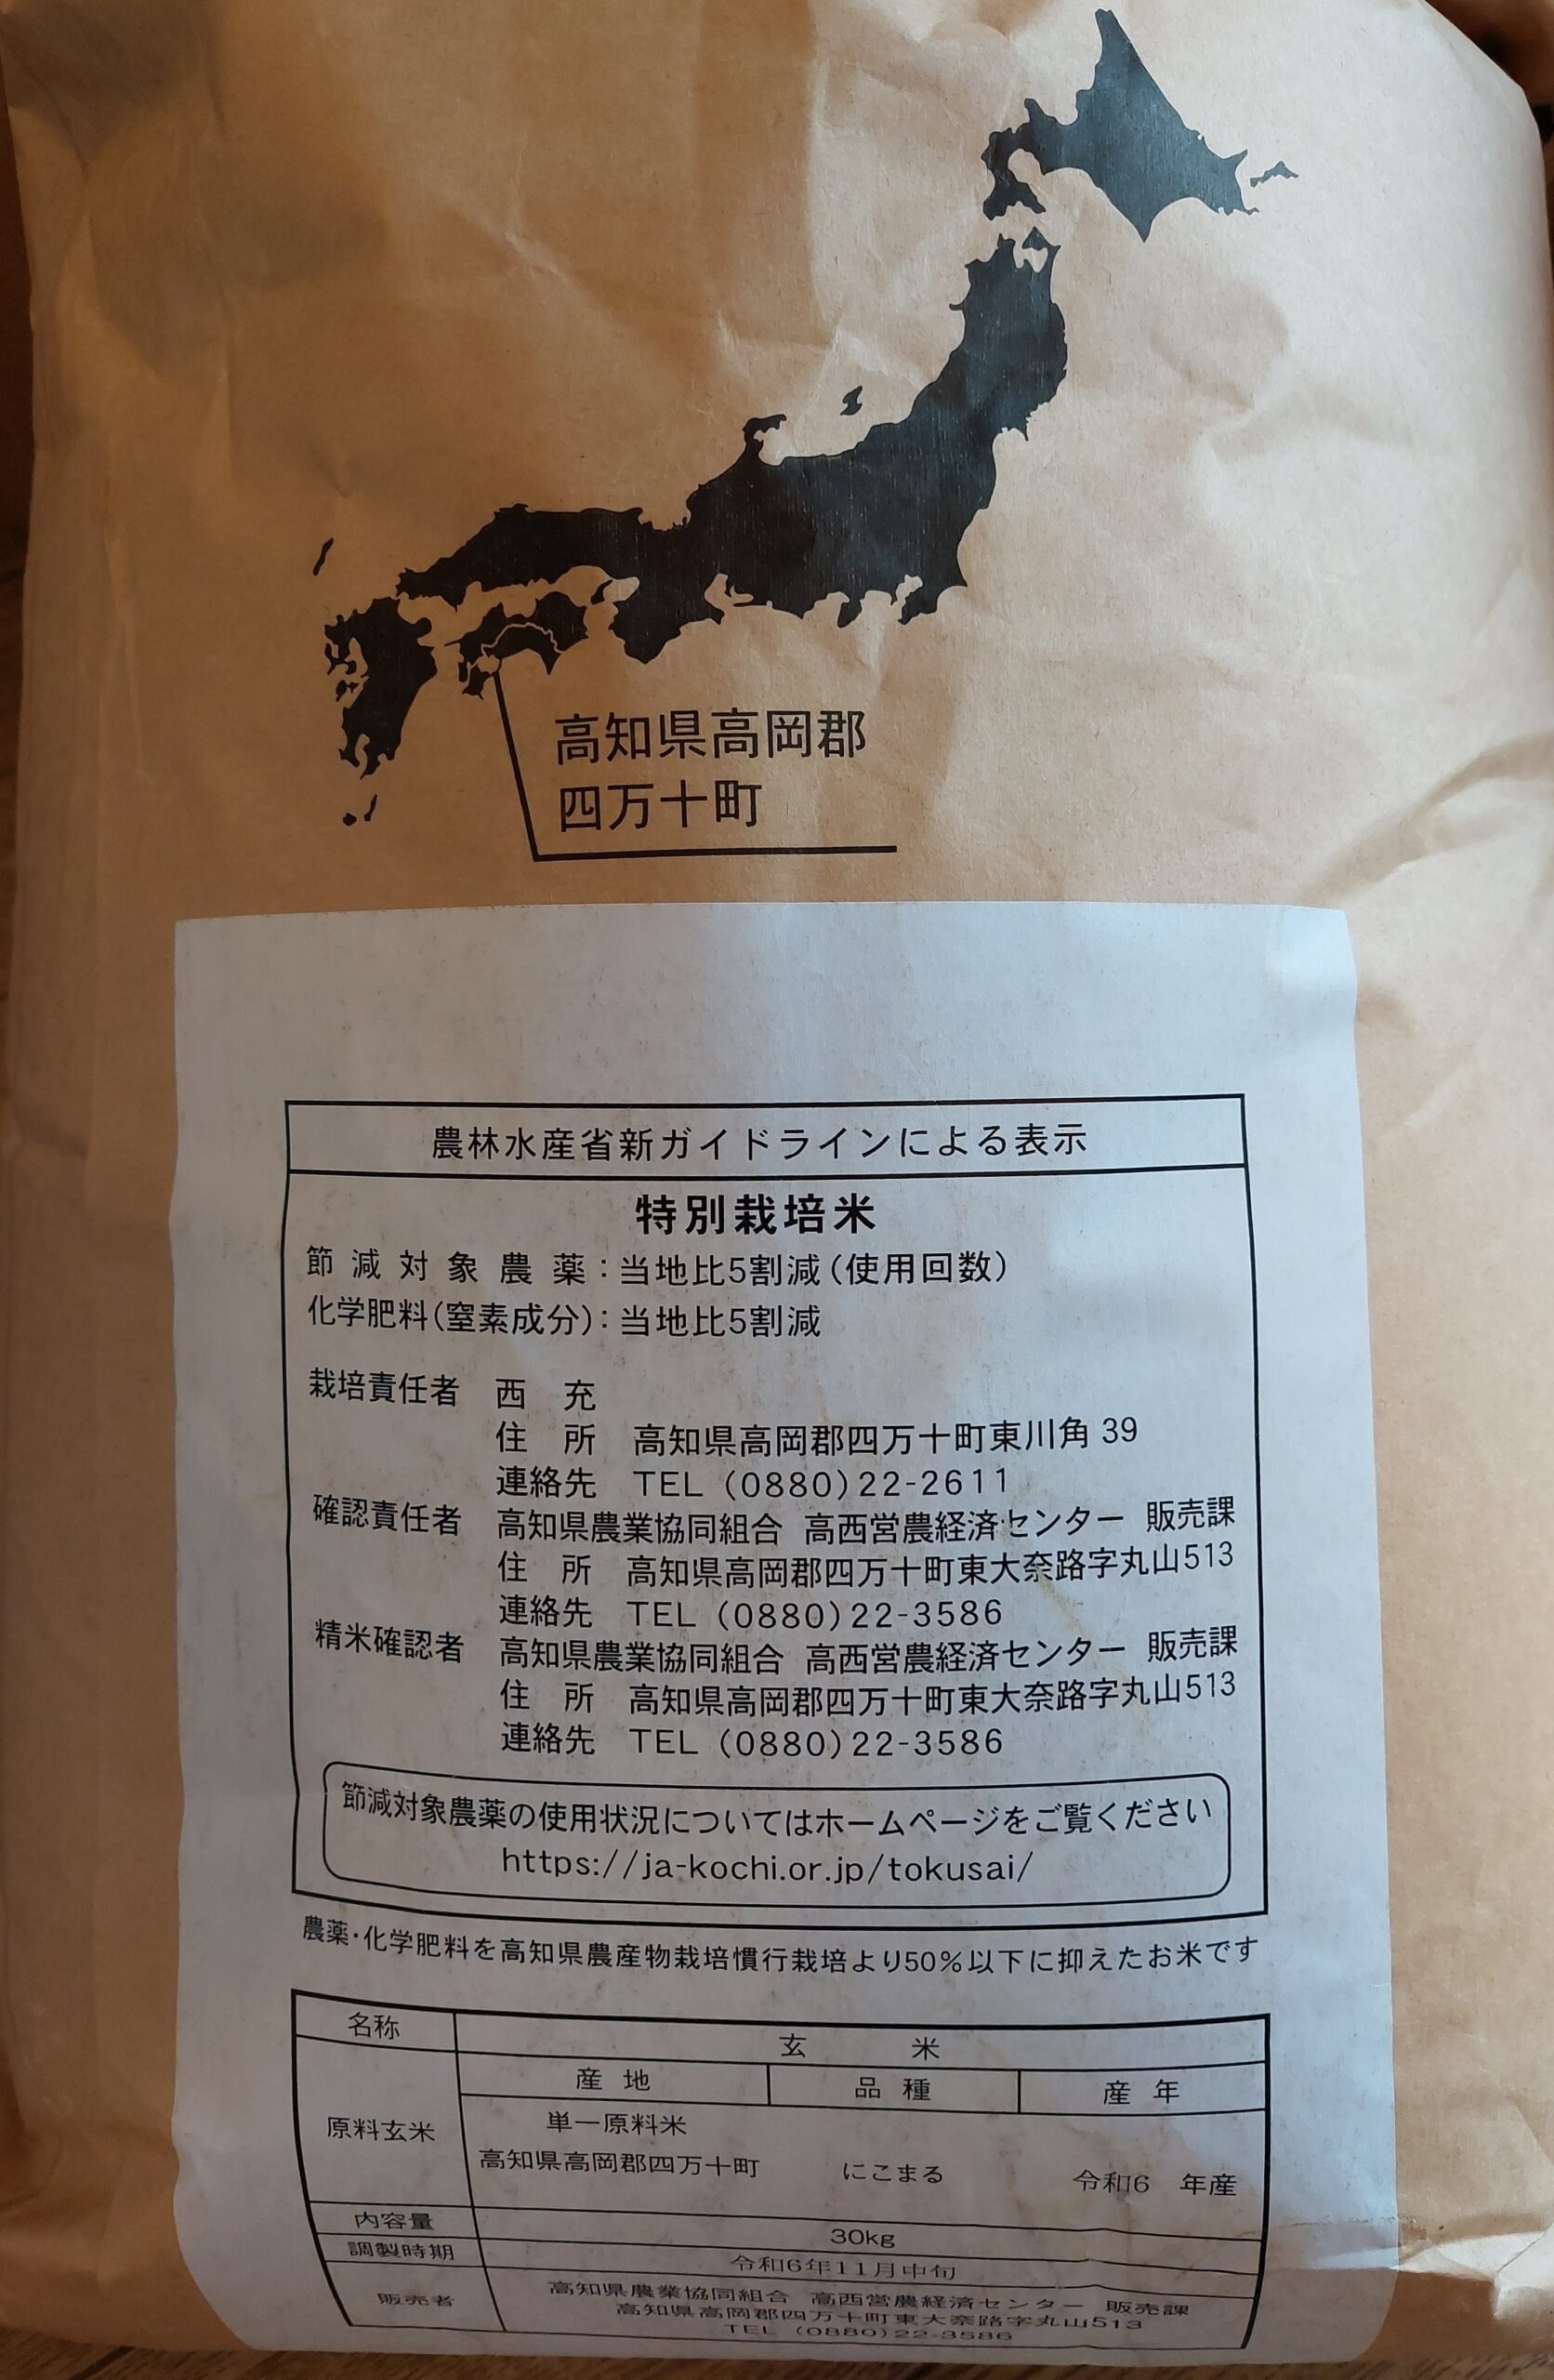 高知県高岡郡
四万十町
農林水産省新ガイドラインによる表示
特別栽培米
節減対象農薬：当地比5割減（使用回数）
化学肥料（窒素成分）：当地比5割減
栽培責任者 西 充
住 所 高知県高岡郡四万十町東川角 39
連絡先 TEL (0880)22-2611
確認責任者 高知県農業協同組合 高西営農経済センター 販売課
住 所 高知県高岡郡四万十町東大奈路字丸山513
連絡先 TEL (0880)22-3586
精米確認者 高知県農業協同組合 高西営農経済センター 販売課
住 所 高知県高岡郡四万十町東大奈路字丸山513
連絡先 TEL (0880)22-3586
節減対象農薬の使用状況についてはホームページをご覧ください
https://ja-kochi.or.jp/tokusai/
農薬・化学肥料を高知県農産物栽培慣行栽培より50%以下に抑えたお米です
名称 玄 米
産 地 品 種 産 年
原料玄米 単一原料米
高知県高岡郡四万十町 にこまる 令和6 年産
内容量 30kg
調製時期 令和6年11月中旬
販売者 高知県農業協同組合 高西営農経済センター 販売課
高知県高岡郡四万十町東大奈路字丸山513
TEL (0880)22-3586